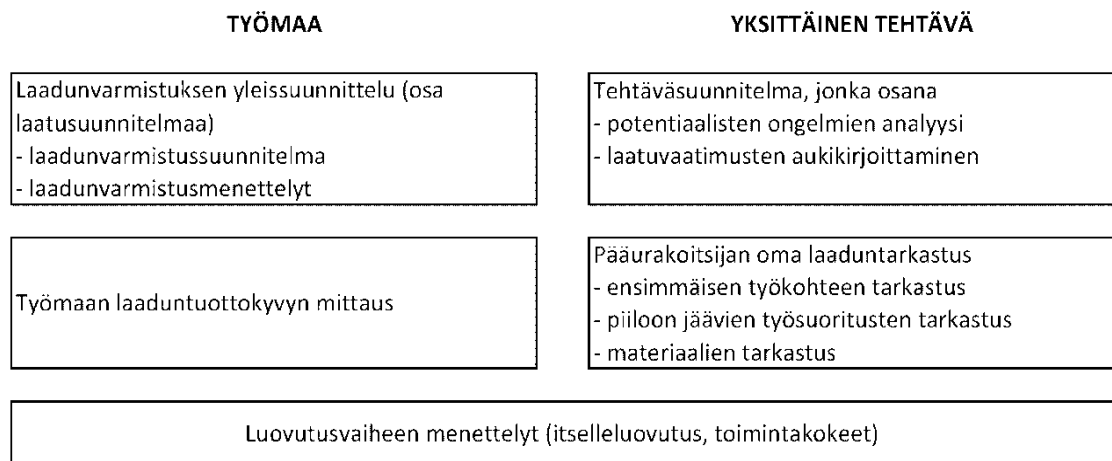 TYÖMAA
YKSITTÄINEN TEHTÄVÄ
Laadunvarmistuksen yleissuunnittelu (osa
laatusuunnitelmaa)
- laadunvarmistussuunnitelma
- laadunvarmistusmenettelyt
Tehtäväsuunnitelma, jonka osana
- potentiaalisten ongelmien analyysi
- laatuvaatimusten aukikirjoittaminen
Työmaan laaduntuottokyvyn mittaus
Pääurakoitsijan oma laaduntarkastus
- ensimmäisen työkohteen tarkastus
- piiloon jäävien työsuoritusten tarkastus
- materiaalien tarkastus
Luovutusvaiheen menettelyt (itselleluovutus, toimintakokeet)